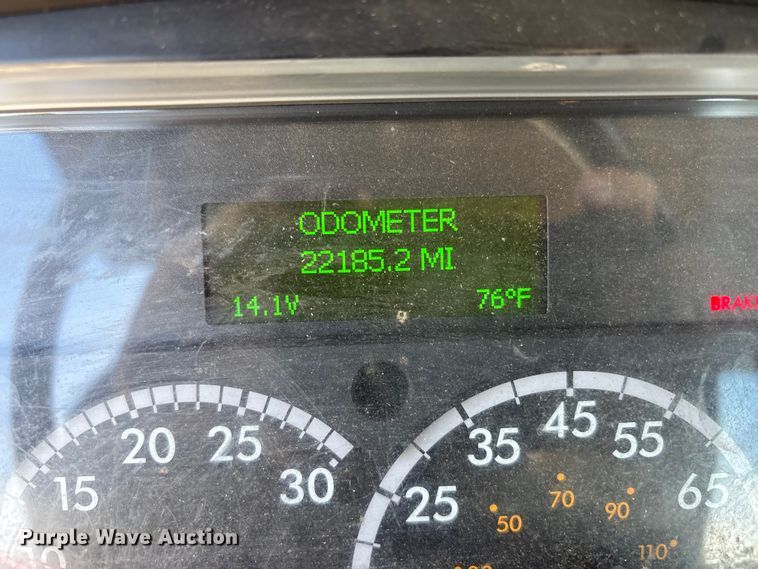 ODOMETER
22185.2 MI
14.1V 76°F
BRAK
15 20 25 30
25 35 45 55 65
50 70 90 110
Purple Wave Auction